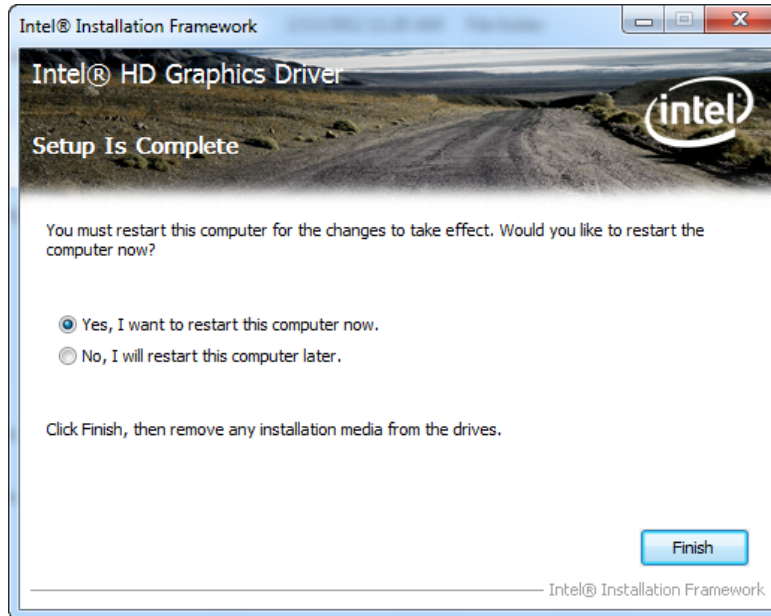 Intel® Installation Framework
Intel® HD Graphics Driver
intel
Setup Is Complete
You must restart this computer for the changes to take effect. Would you like to restart the
computer now?
Yes, I want to restart this computer now.
No, I will restart this computer later.
Click Finish, then remove any installation media from the drives.
Finish
Intel® Installation Framework